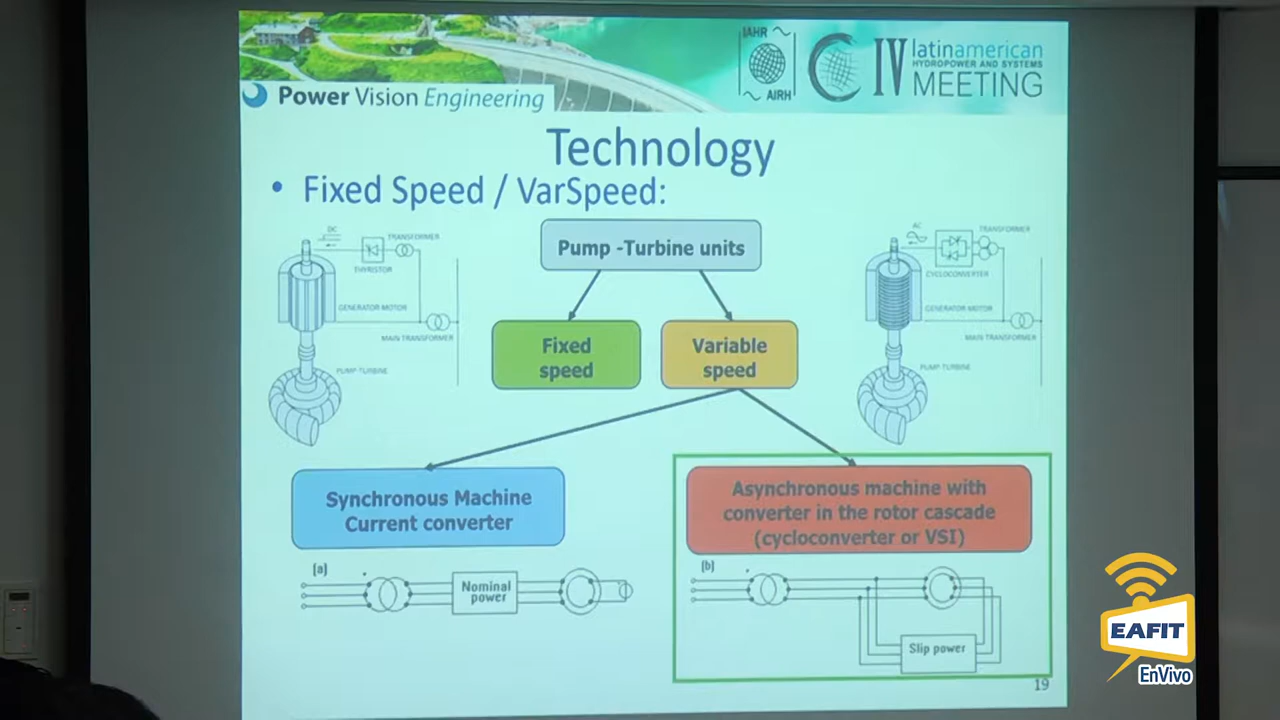 IAHR
AIRH
IV latinamerican
HYDROPOWER AND SYSTEMS
MEETING
Power Vision Engineering
Technology
• Fixed Speed / VarSpeed:
DC
TRANSFORMER
THYRISTOR
GENERATOR-MOTOR
MAIN TRANSFORMER
PUMP-TURBINE
Pump -Turbine units
AC
TRANSFORMER
CYCLOCONVERTER
GENERATOR-MOTOR
MAIN TRANSFORMER
PUMP-TURBINE
Fixed
speed
Variable
speed
Synchronous Machine
Current converter
Asynchronous machine with
converter in the rotor cascade
(cycloconverter or VSI)
(a)
Nominal
power
(b)
Slip power
19
EAFIT
EnVivo